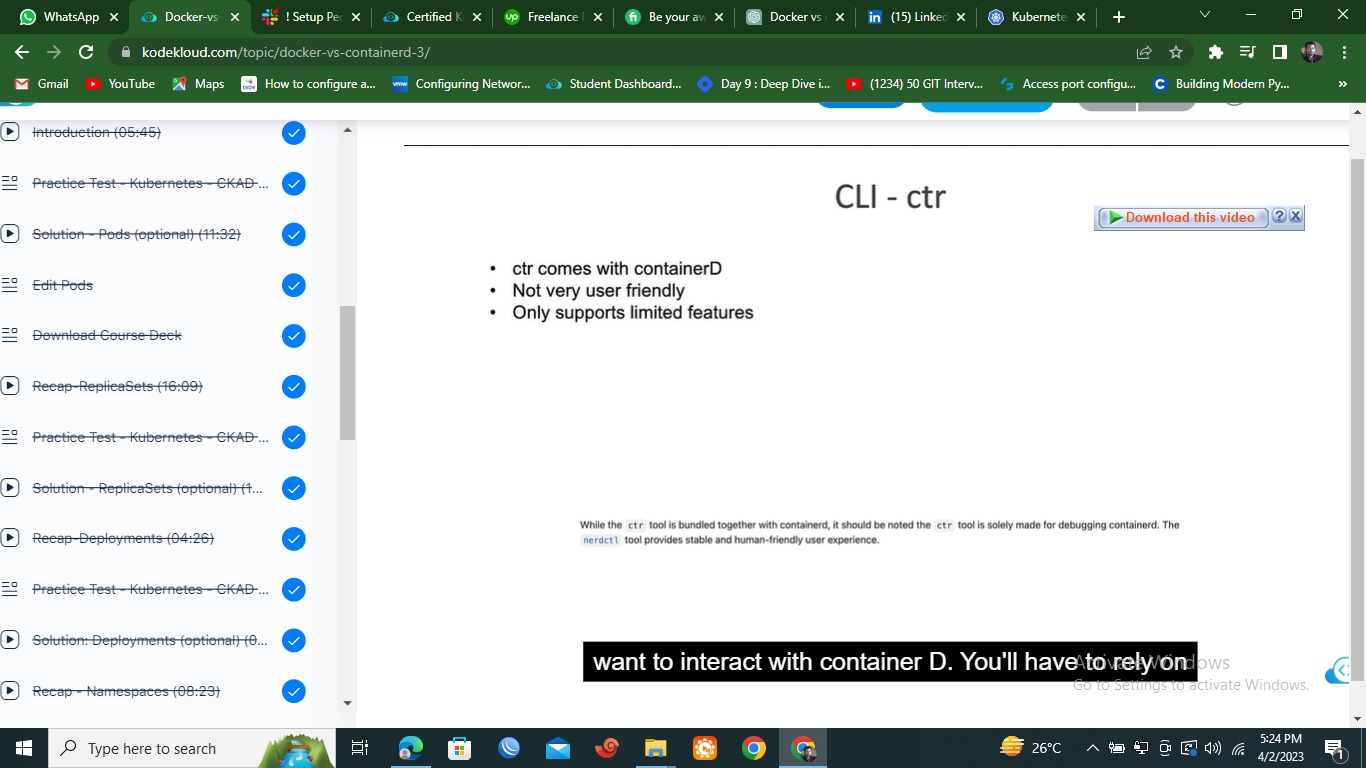 WhatsApp
Docker-vs-
! Setup Pec
Certified K
Freelance
Be your aw
Docker vs
(15) Linked
Kubernete
kodekloud.com/topic/docker-vs-containerd-3/
Gmail
YouTube
Maps
How to configure a...
Configuring Networ...
Student Dashboard...
Day 9 : Deep Dive i...
(1234) 50 GIT Interv...
Access port configu...
Building Modern Py...
»
Introduction (05:45)
Practice Test - Kubernetes - CKAD ...
Solution - Pods (optional) (11:32)
Edit Pods
Download Course Deck
Recap-ReplicaSets (16:09)
Practice Test - Kubernetes - CKAD ...
Solution - ReplicaSets (optional) (1...
Recap-Deployments (04:26)
Practice Test - Kubernetes - CKAD ...
Solution: Deployments (optional) (0...
Recap - Namespaces (08:23)
CLI - ctr
Download this video
• ctr comes with containerD
• Not very user friendly
• Only supports limited features
While the ctr tool is bundled together with containerd, it should be noted the ctr tool is solely made for debugging containerd. The
nerdctl tool provides stable and human-friendly user experience.
want to interact with container D. You'll have to rely on
Activate Windows
Go to Settings to activate Windows.
Type here to search
26°C
5:24 PM
4/2/2023
1